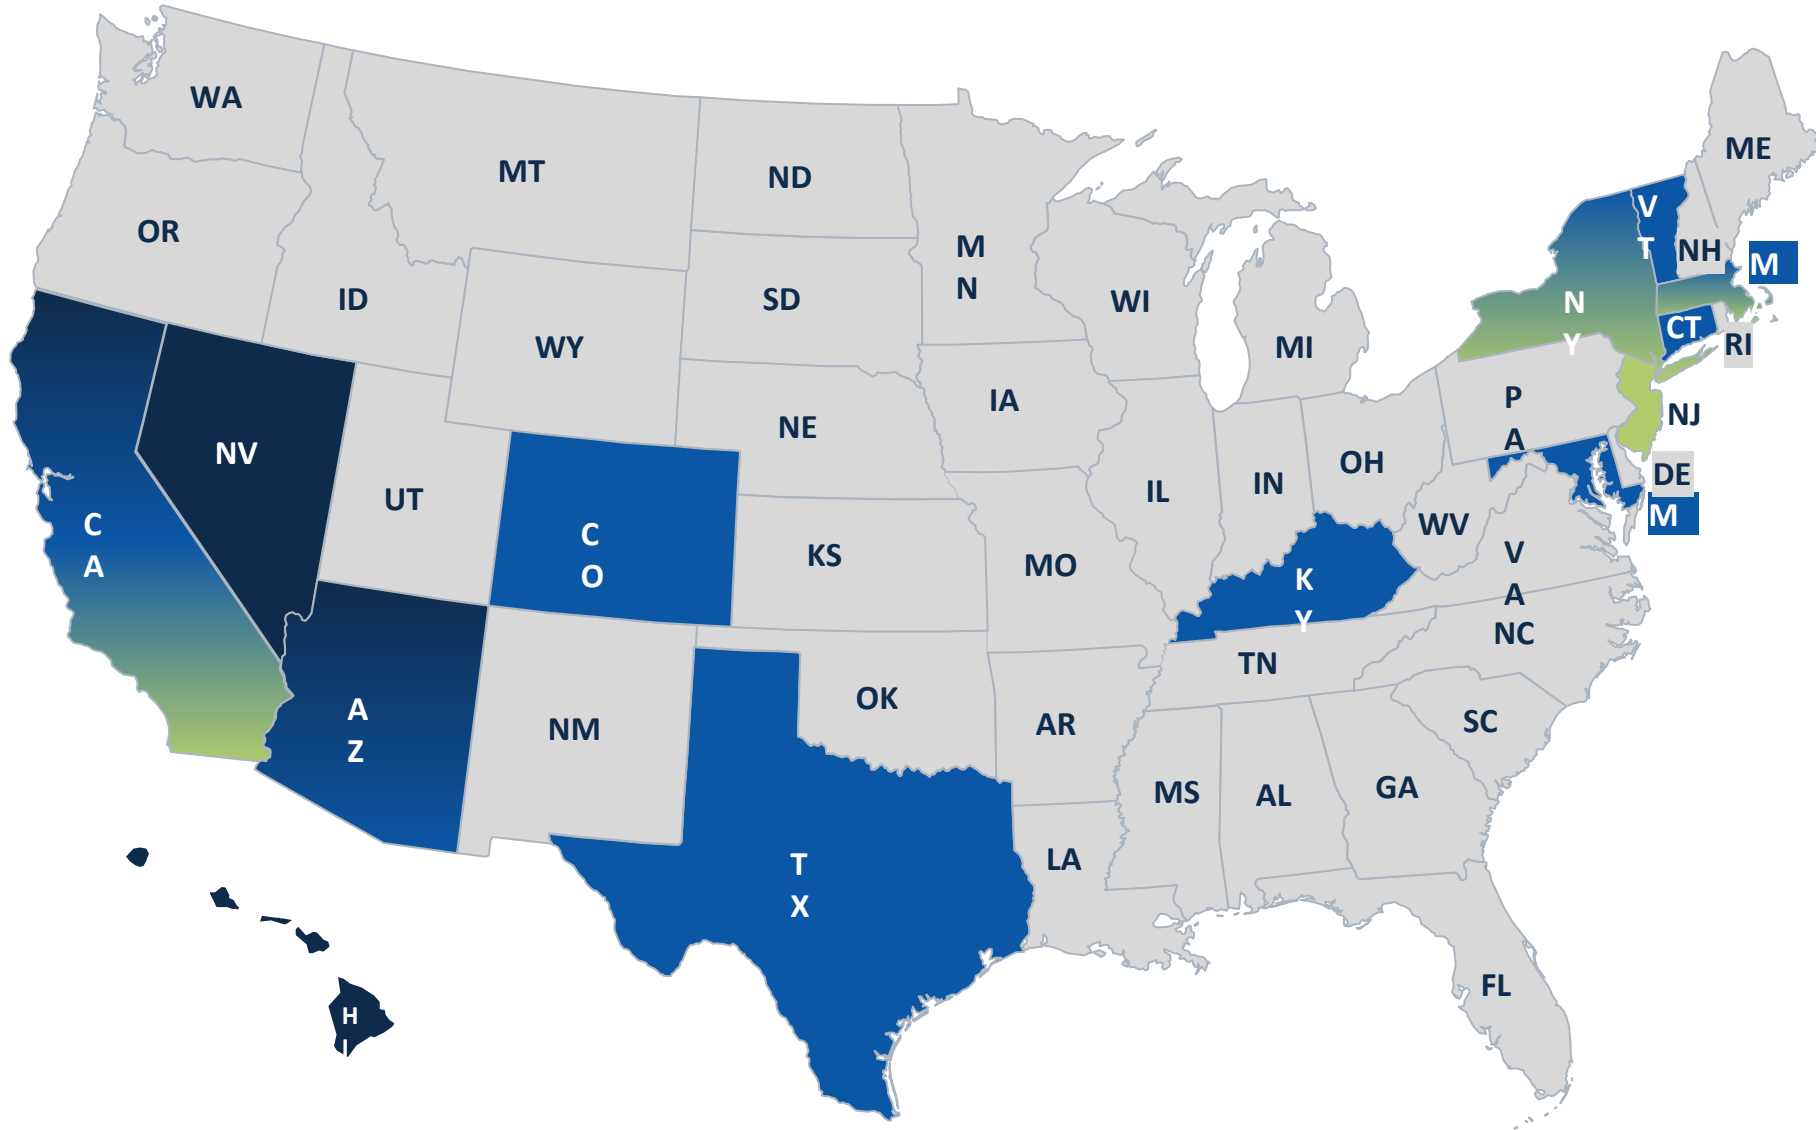 WA
MT
ND
ME
OR
M
N
V
T
NH
M
ID
SD
WI
N
Y
CT
RI
WY
MI
IA
P
A
NJ
NE
NV
OH
DE
UT
IL
IN
M
C
A
C
O
KS
MO
WV
V
A
K
Y
NC
TN
A
Z
NM
OK
AR
SC
MS
AL
GA
T
X
LA
FL
H
I